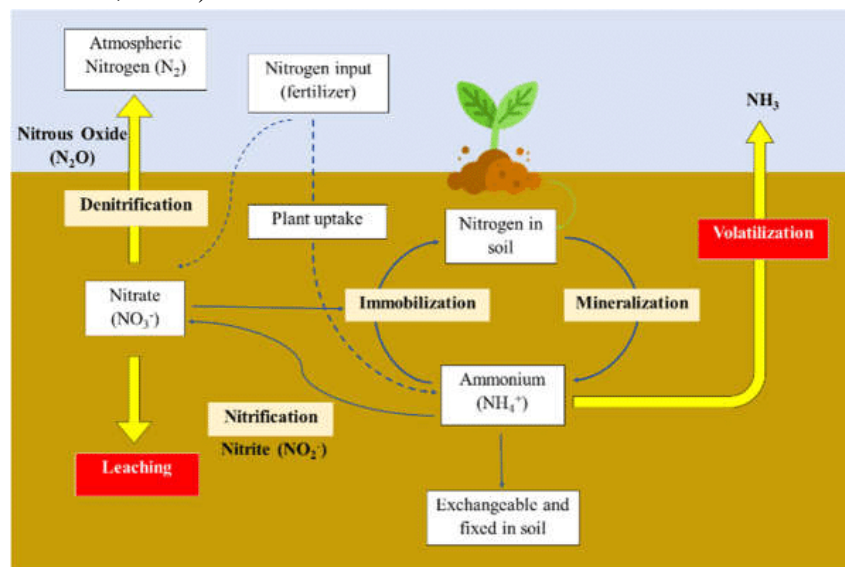 Atmospheric
Nitrogen (N₂)
Nitrogen input
(fertilizer)
NH₃
Nitrous Oxide
(N₂O)
Denitrification
Plant uptake
Nitrogen in
soil
Volatilization
Nitrate
(NO₃⁻)
Immobilization
Mineralization
Ammonium
(NH₄⁺)
Nitrification
Nitrite (NO₂⁻)
Leaching
Exchangeable and
fixed in soil